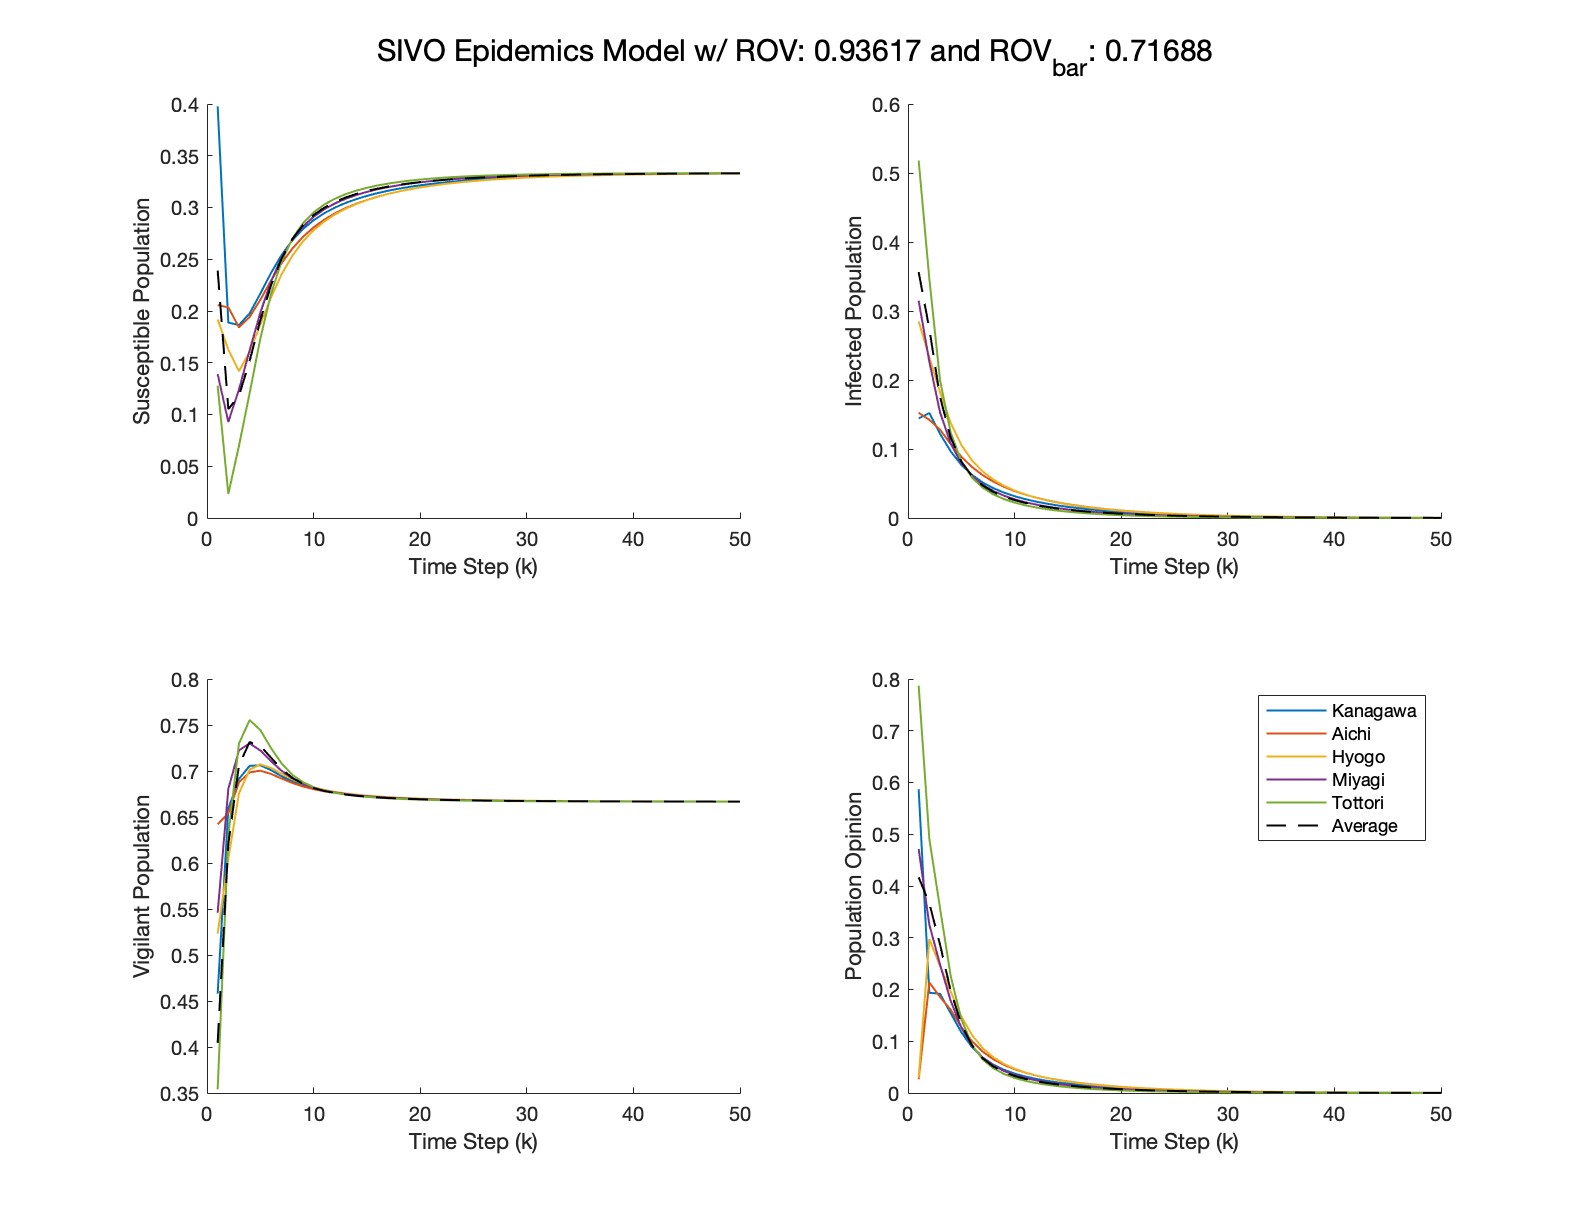 SIVO Epidemics Model w/ ROV: 0.93617 and ROV_bar: 0.71688
0.4
0.35
0.3
0.25
0.2
0.15
0.1
0.05
0
Susceptible Population
0 10 20 30 40 50
Time Step (k)
0.6
0.5
0.4
0.3
0.2
0.1
0
Infected Population
0 10 20 30 40 50
Time Step (k)
0.8
0.75
0.7
0.65
0.6
0.55
0.5
0.45
0.4
0.35
Vigilant Population
0 10 20 30 40 50
Time Step (k)
0.8
0.7
0.6
0.5
0.4
0.3
0.2
0.1
0
Population Opinion
0 10 20 30 40 50
Time Step (k)
Kanagawa
Aichi
Hyogo
Miyagi
Tottori
Average